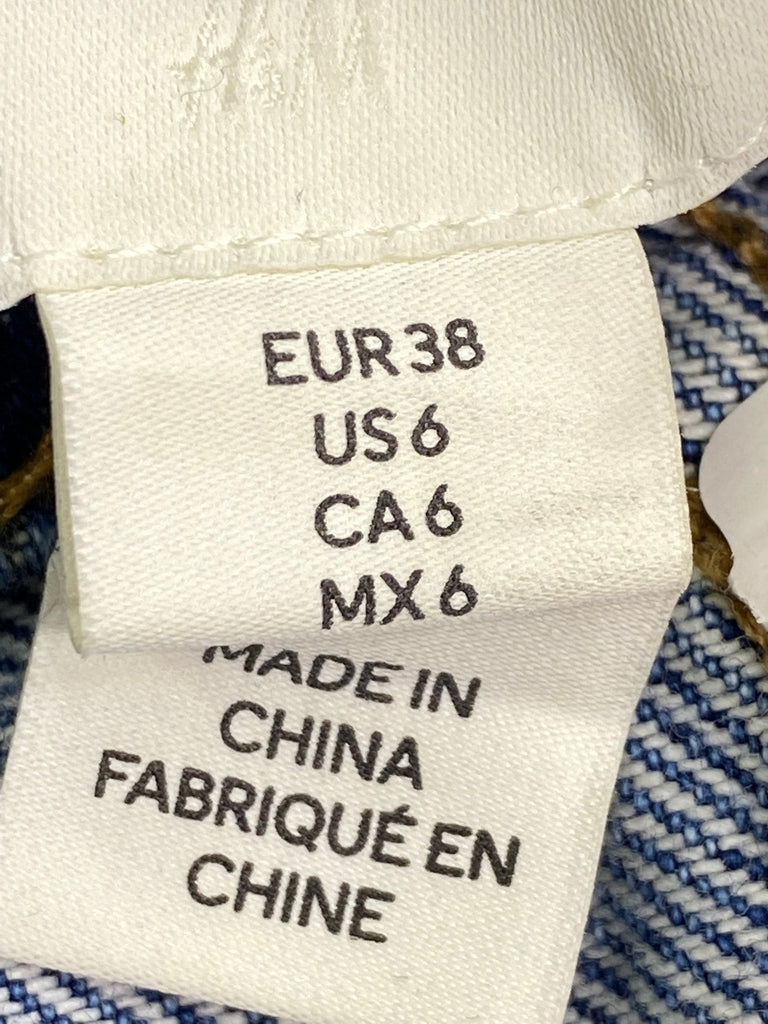 EUR 38
US 6
CA 6
MX 6
MADE IN
CHINA
FABRIQUÉ EN
CHINE